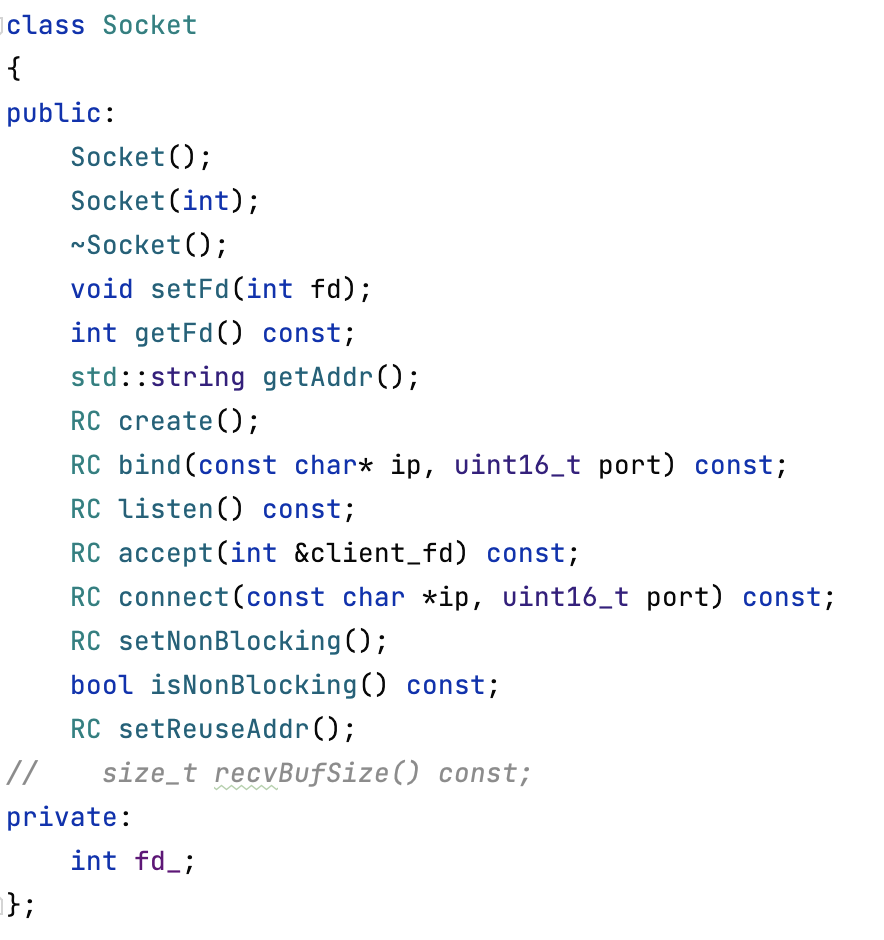 class Socket
{
public:
    Socket();
    Socket(int);
    ~Socket();
    void setFd(int fd);
    int getFd() const;
    std::string getAddr();
    RC create();
    RC bind(const char* ip, uint16_t port) const;
    RC listen() const;
    RC accept(int &client_fd) const;
    RC connect(const char *ip, uint16_t port) const;
    RC setNonBlocking();
    bool isNonBlocking() const;
    RC setReuseAddr();
//    size_t recvBufSize() const;
private:
    int fd_;
};